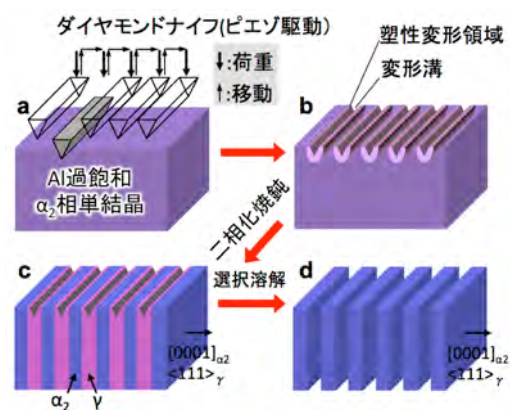 ダイヤモンドナイフ(ピエゾ駆動)
↓:荷重
↑:移動
a
Al過飽和
α2相単結晶
塑性変形領域
変形溝
b
二相化焼鈍
c
[0001]α2
<111>γ
α2
γ
選択溶解
d
[0001]α2
<111>γ